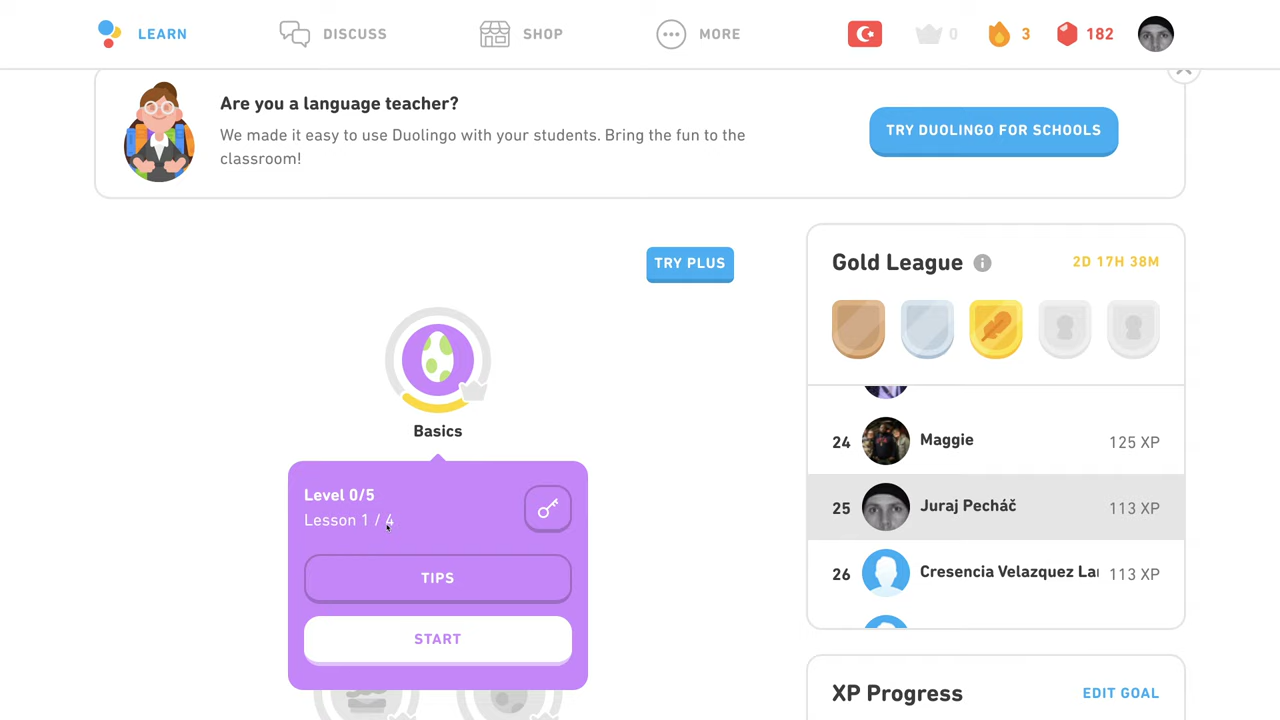 LEARN
DISCUSS
SHOP
MORE
0
3
182
Are you a language teacher?
We made it easy to use Duolingo with your students. Bring the fun to the
classroom!
TRY DUOLINGO FOR SCHOOLS
TRY PLUS
Basics
Level 0/5
Lesson 1 / 4
TIPS
START
Gold League
2D 17H 38M
24 Maggie 125 XP
25 Juraj Pecháč 113 XP
26 Cresencia Velazquez 113 XP
XP Progress
EDIT GOAL